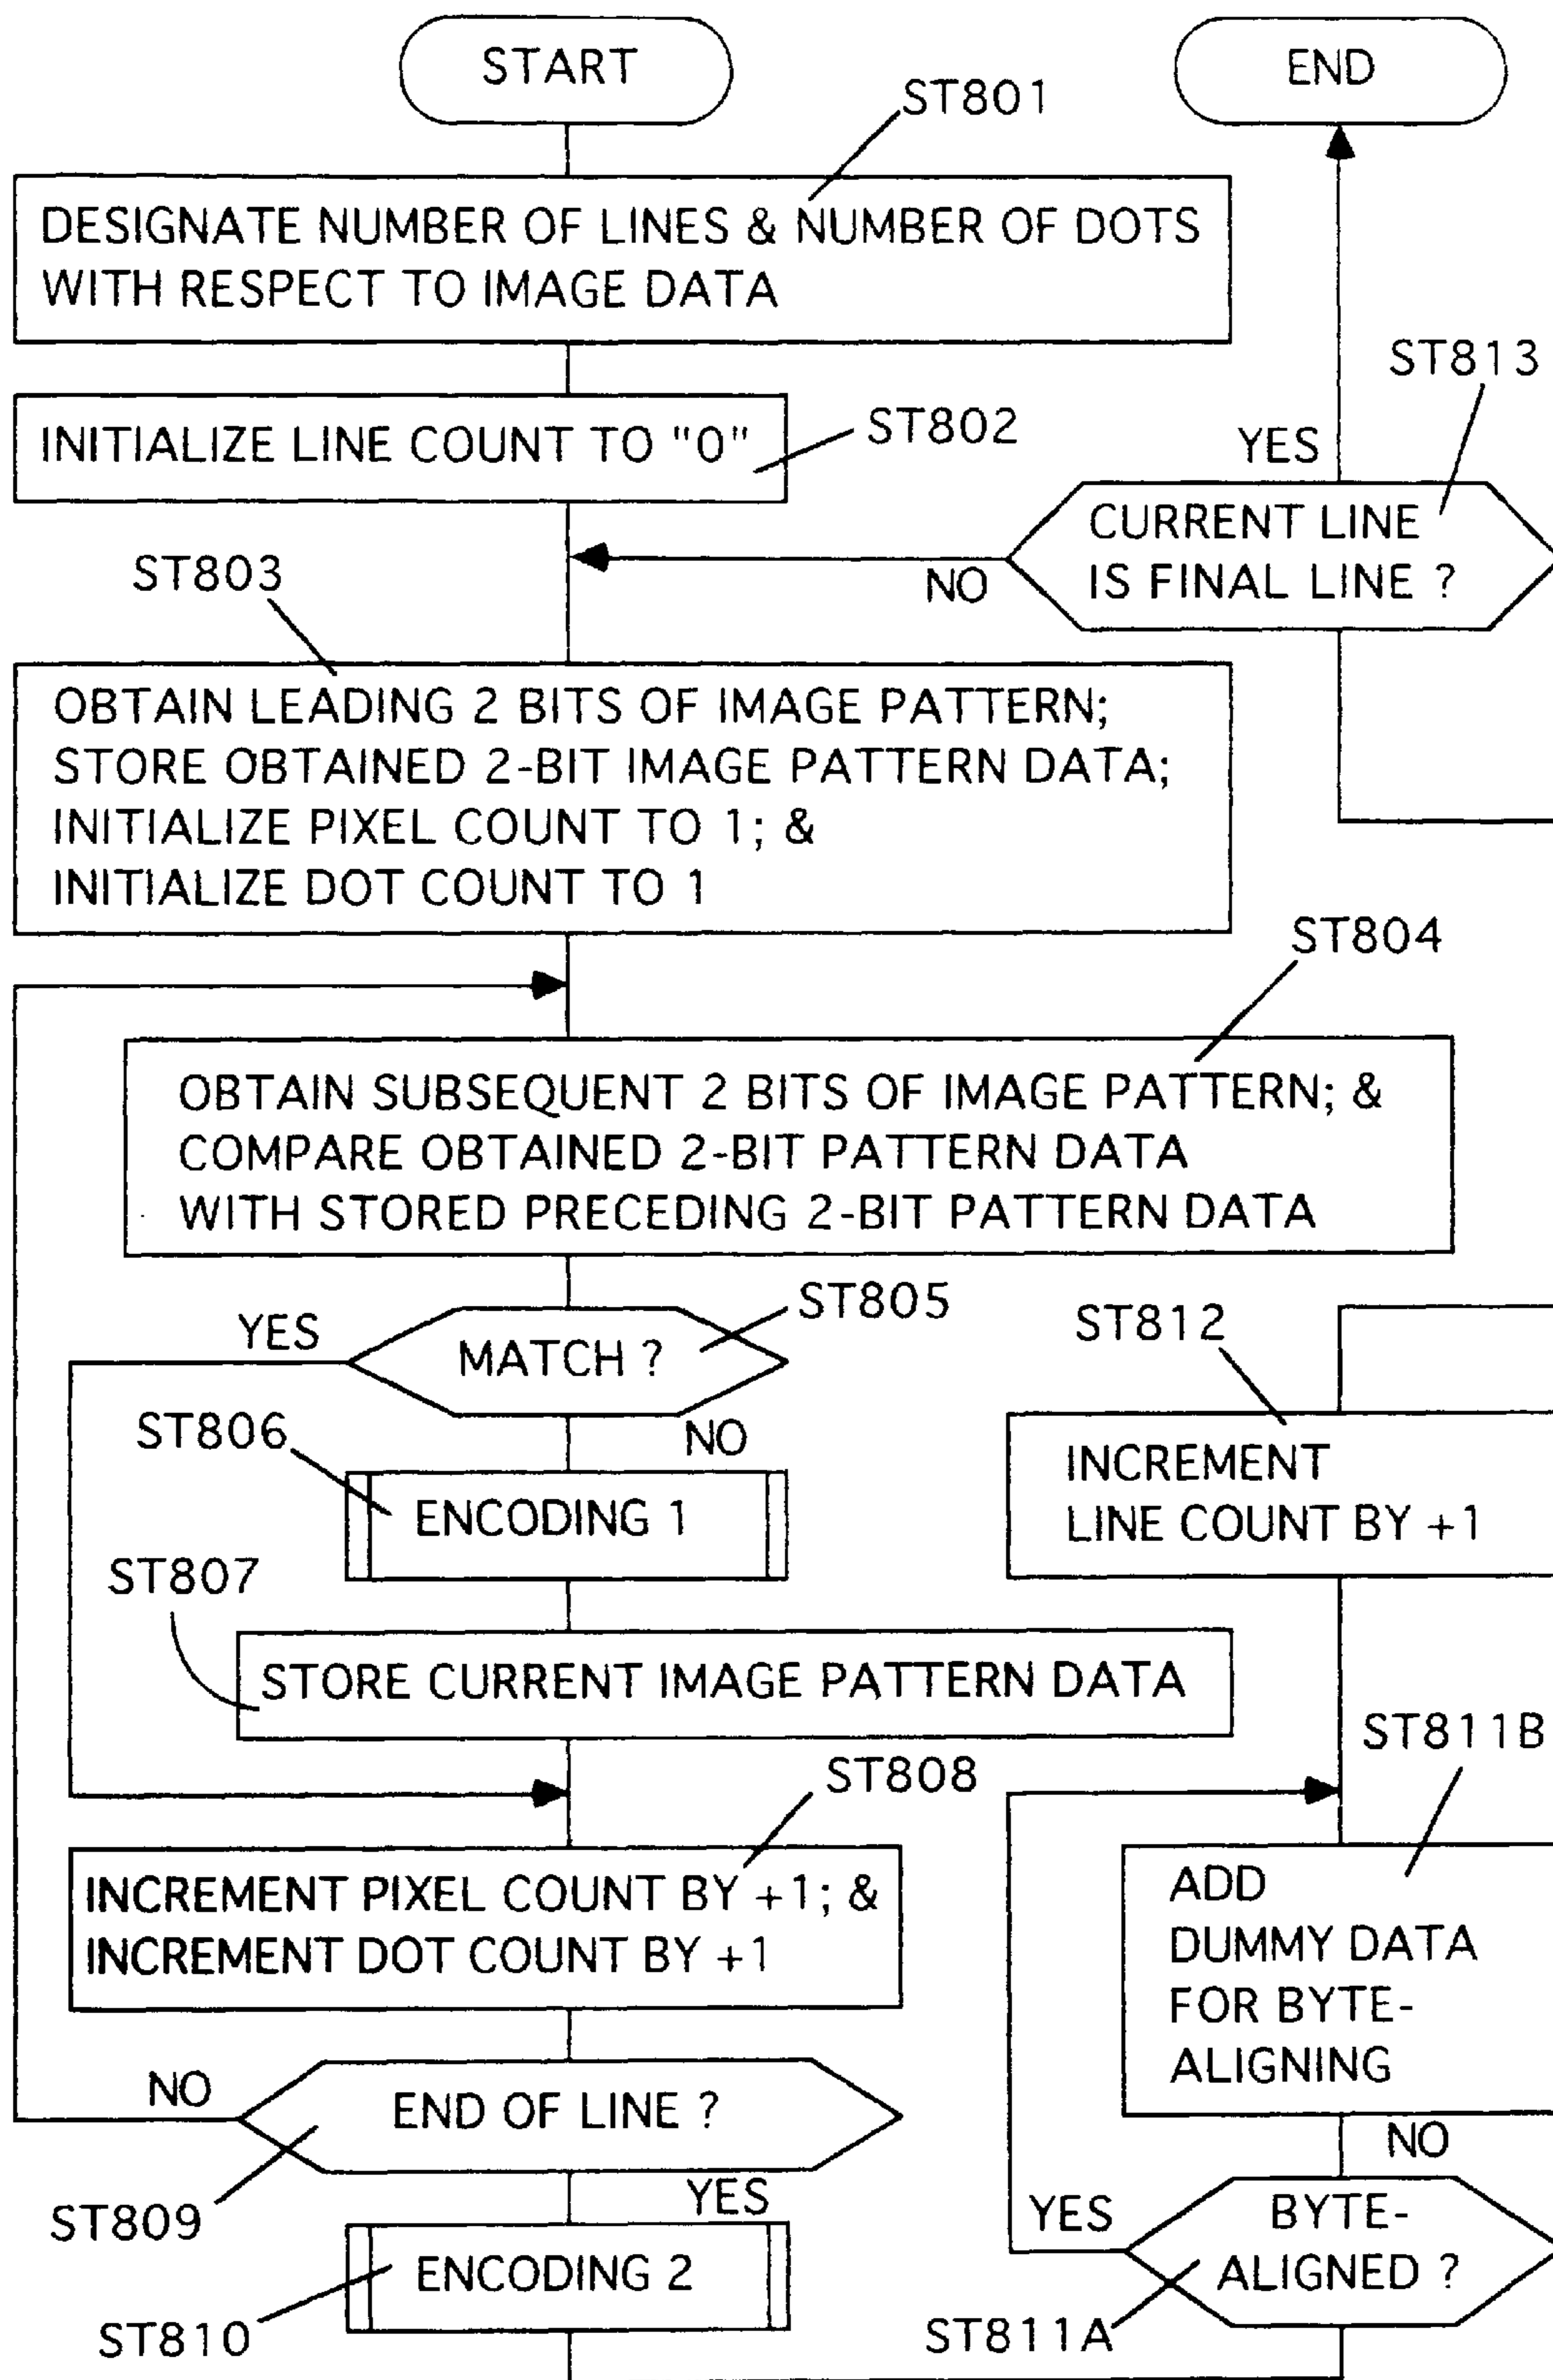 START
ST801
DESIGNATE NUMBER OF LINES & NUMBER OF DOTS
WITH RESPECT TO IMAGE DATA
INITIALIZE LINE COUNT TO "0"
ST802
ST803
OBTAIN LEADING 2 BITS OF IMAGE PATTERN;
STORE OBTAINED 2-BIT IMAGE PATTERN DATA;
INITIALIZE PIXEL COUNT TO 1; &
INITIALIZE DOT COUNT TO 1
ST804
OBTAIN SUBSEQUENT 2 BITS OF IMAGE PATTERN; &
COMPARE OBTAINED 2-BIT PATTERN DATA
WITH STORED PRECEDING 2-BIT PATTERN DATA
ST805
YES
MATCH ?
NO
ST806
ENCODING 1
ST807
STORE CURRENT IMAGE PATTERN DATA
ST808
INCREMENT PIXEL COUNT BY +1; &
INCREMENT DOT COUNT BY +1
NO
END OF LINE ?
YES
ST809
ENCODING 2
ST810
END
ST813
YES
CURRENT LINE
IS FINAL LINE ?
NO
ST812
INCREMENT
LINE COUNT BY +1
ST811B
ADD
DUMMY DATA
FOR BYTE-
ALIGNING
NO
YES
BYTE-
ALIGNED ?
ST811A